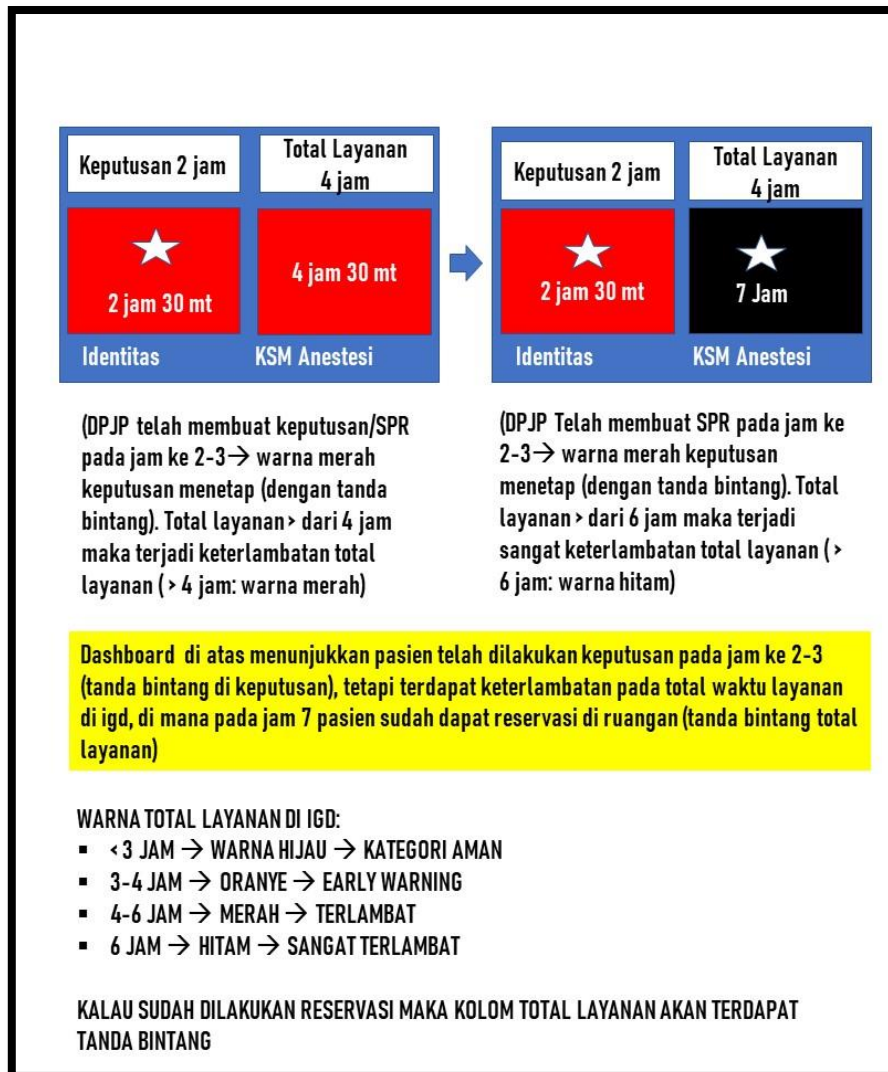 Keputusan 2 jam
Total Layanan
4 jam
2 jam 30 mt
4 jam 30 mt
Identitas
KSM Anestesi
Keputusan 2 jam
Total Layanan
4 jam
2 jam 30 mt
7 Jam
Identitas
KSM Anestesi
(DPJP telah membuat keputusan/SPR
pada jam ke 2-3→ warna merah
keputusan menetap (dengan tanda
bintang). Total layanan > dari 4 jam
maka terjadi keterlambatan total
layanan ( > 4 jam: warna merah)
(DPJP Telah membuat SPR pada jam ke
2-3→ warna merah keputusan
menetap (dengan tanda bintang). Total
layanan > dari 6 jam maka terjadi
sangat keterlambatan total layanan ( >
6 jam: warna hitam)
Dashboard di atas menunjukkan pasien telah dilakukan keputusan pada jam ke 2-3
(tanda bintang di keputusan), tetapi terdapat keterlambatan pada total waktu layanan
di igd, di mana pada jam 7 pasien sudah dapat reservasi di ruangan (tanda bintang total
layanan)
WARNA TOTAL LAYANAN DI IGD:
▪ < 3 JAM → WARNA HIJAU → KATEGORI AMAN
▪ 3-4 JAM → ORANYE → EARLY WARNING
▪ 4-6 JAM → MERAH → TERLAMBAT
▪ 6 JAM → HITAM → SANGAT TERLAMBAT
KALAU SUDAH DILAKUKAN RESERVASI MAKA KOLOM TOTAL LAYANAN AKAN TERDAPAT
TANDA BINTANG